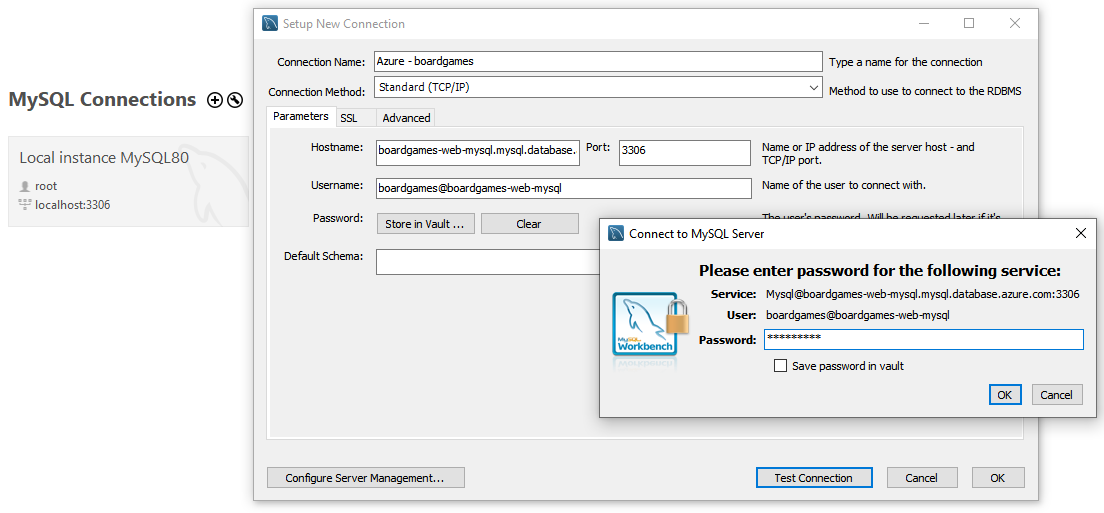 MySQL Connections
Local instance MySQL80
root
localhost:3306
Setup New Connection
Connection Name: Azure - boardgames Type a name for the connection
Connection Method: Standard (TCP/IP) Method to use to connect to the RDBMS
Parameters SSL Advanced
Hostname: boardgames-web-mysql.mysql.database. Port: 3306 Name or IP address of the server host - and
TCP/IP port.
Username: boardgames@boardgames-web-mysql Name of the user to connect with.
Password: Store in Vault ... Clear The user's password. Will be requested later if it's
Default Schema:
Configure Server Management... Test Connection Cancel OK
Connect to MySQL Server
Please enter password for the following service:
Service: Mysql@boardgames-web-mysql.mysql.database.azure.com:3306
User: boardgames@boardgames-web-mysql
Password: *********
Save password in vault
OK Cancel
MySQL
Workbench